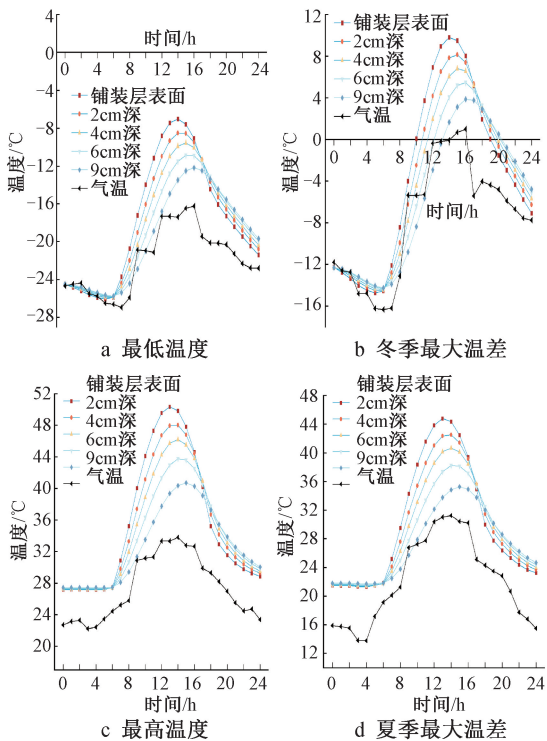 4
0 4 8 12 16 20 24
0
时间/h
-4
铺装层表面
-8
2cm深
4cm深
-12
6cm深
9cm深
-16
气温
-20
-24
-28
温度/℃
a 最低温度
12
铺装层表面
8
2cm深
4cm深
6cm深
4
9cm深
气温
0
4 8 12 16 20 24
-4
时间/h
-8
-12
-16
温度/℃
b 冬季最大温差
52
铺装层表面
48
2cm深
4cm深
44
6cm深
40
9cm深
气温
36
32
28
24
20
温度/℃
0 4 8 12 16 20 24
时间/h
c 最高温度
48
铺装层表面
44
2cm深
4cm深
40
6cm深
36
9cm深
气温
32
28
24
20
16
12
温度/℃
0 4 8 12 16 20 24
时间/h
d 夏季最大温差